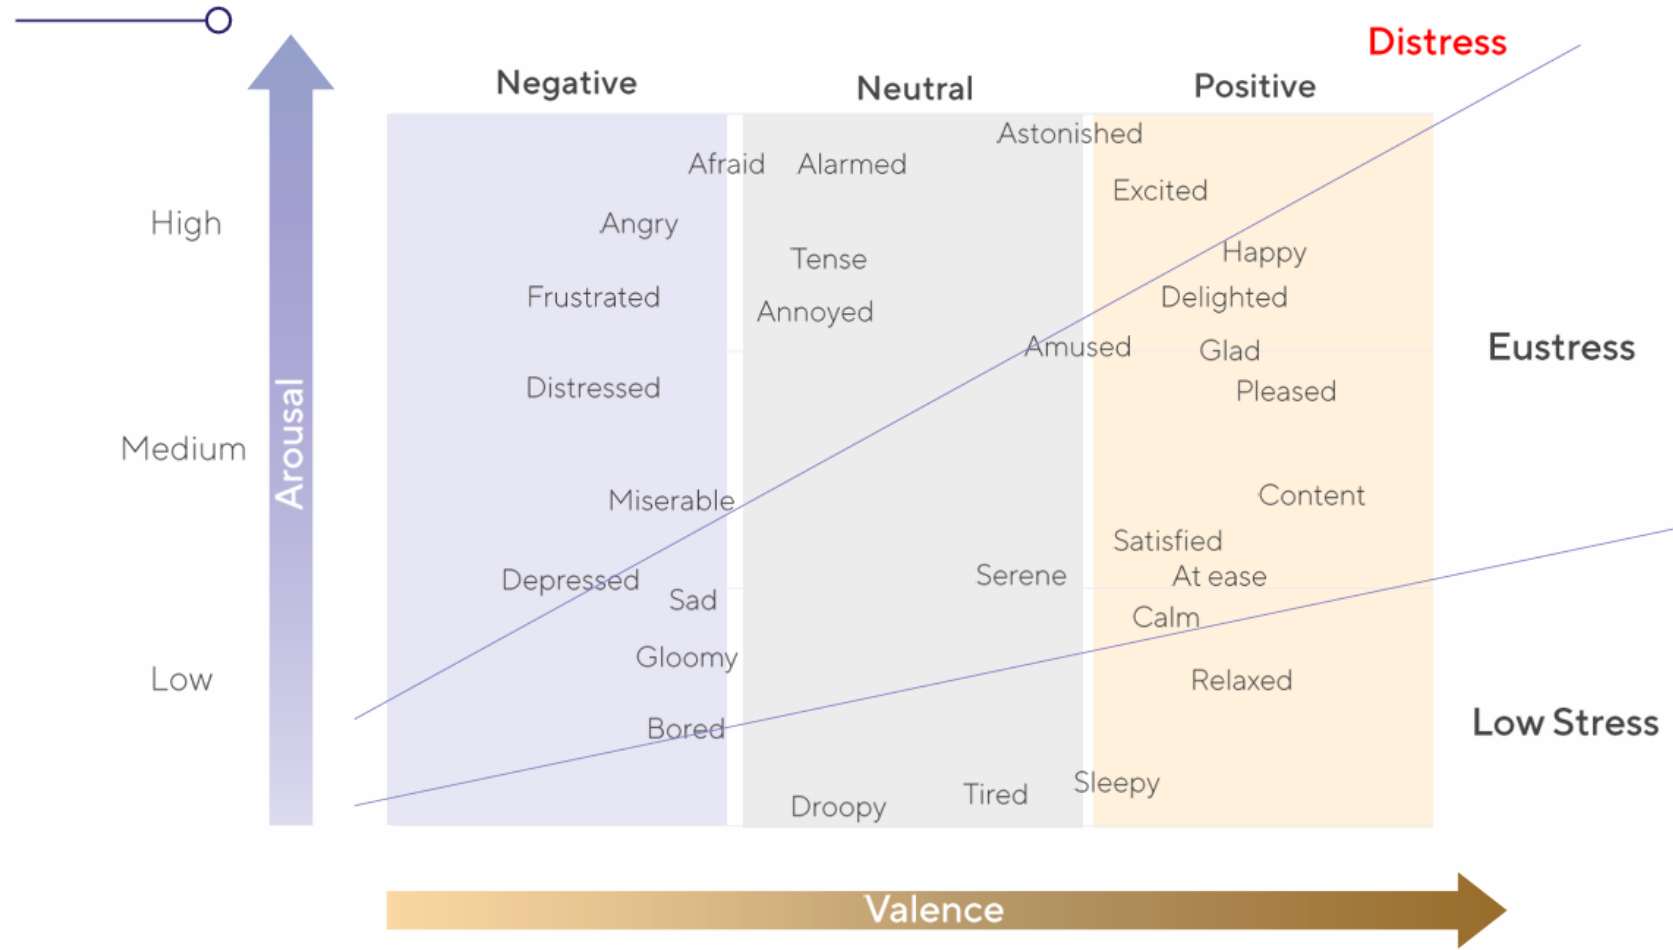 Distress
Negative
Neutral
Positive
Astonished
Afraid
Alarmed
Excited
High
Angry
Happy
Tense
Frustrated
Delighted
Annoyed
Amused
Glad
Eustress
Distressed
Pleased
Arousal
Medium
Miserable
Content
Satisfied
Depressed
Serene
At ease
Sad
Calm
Gloomy
Low
Relaxed
Bored
Low Stress
Sleepy
Tired
Droopy
Valence